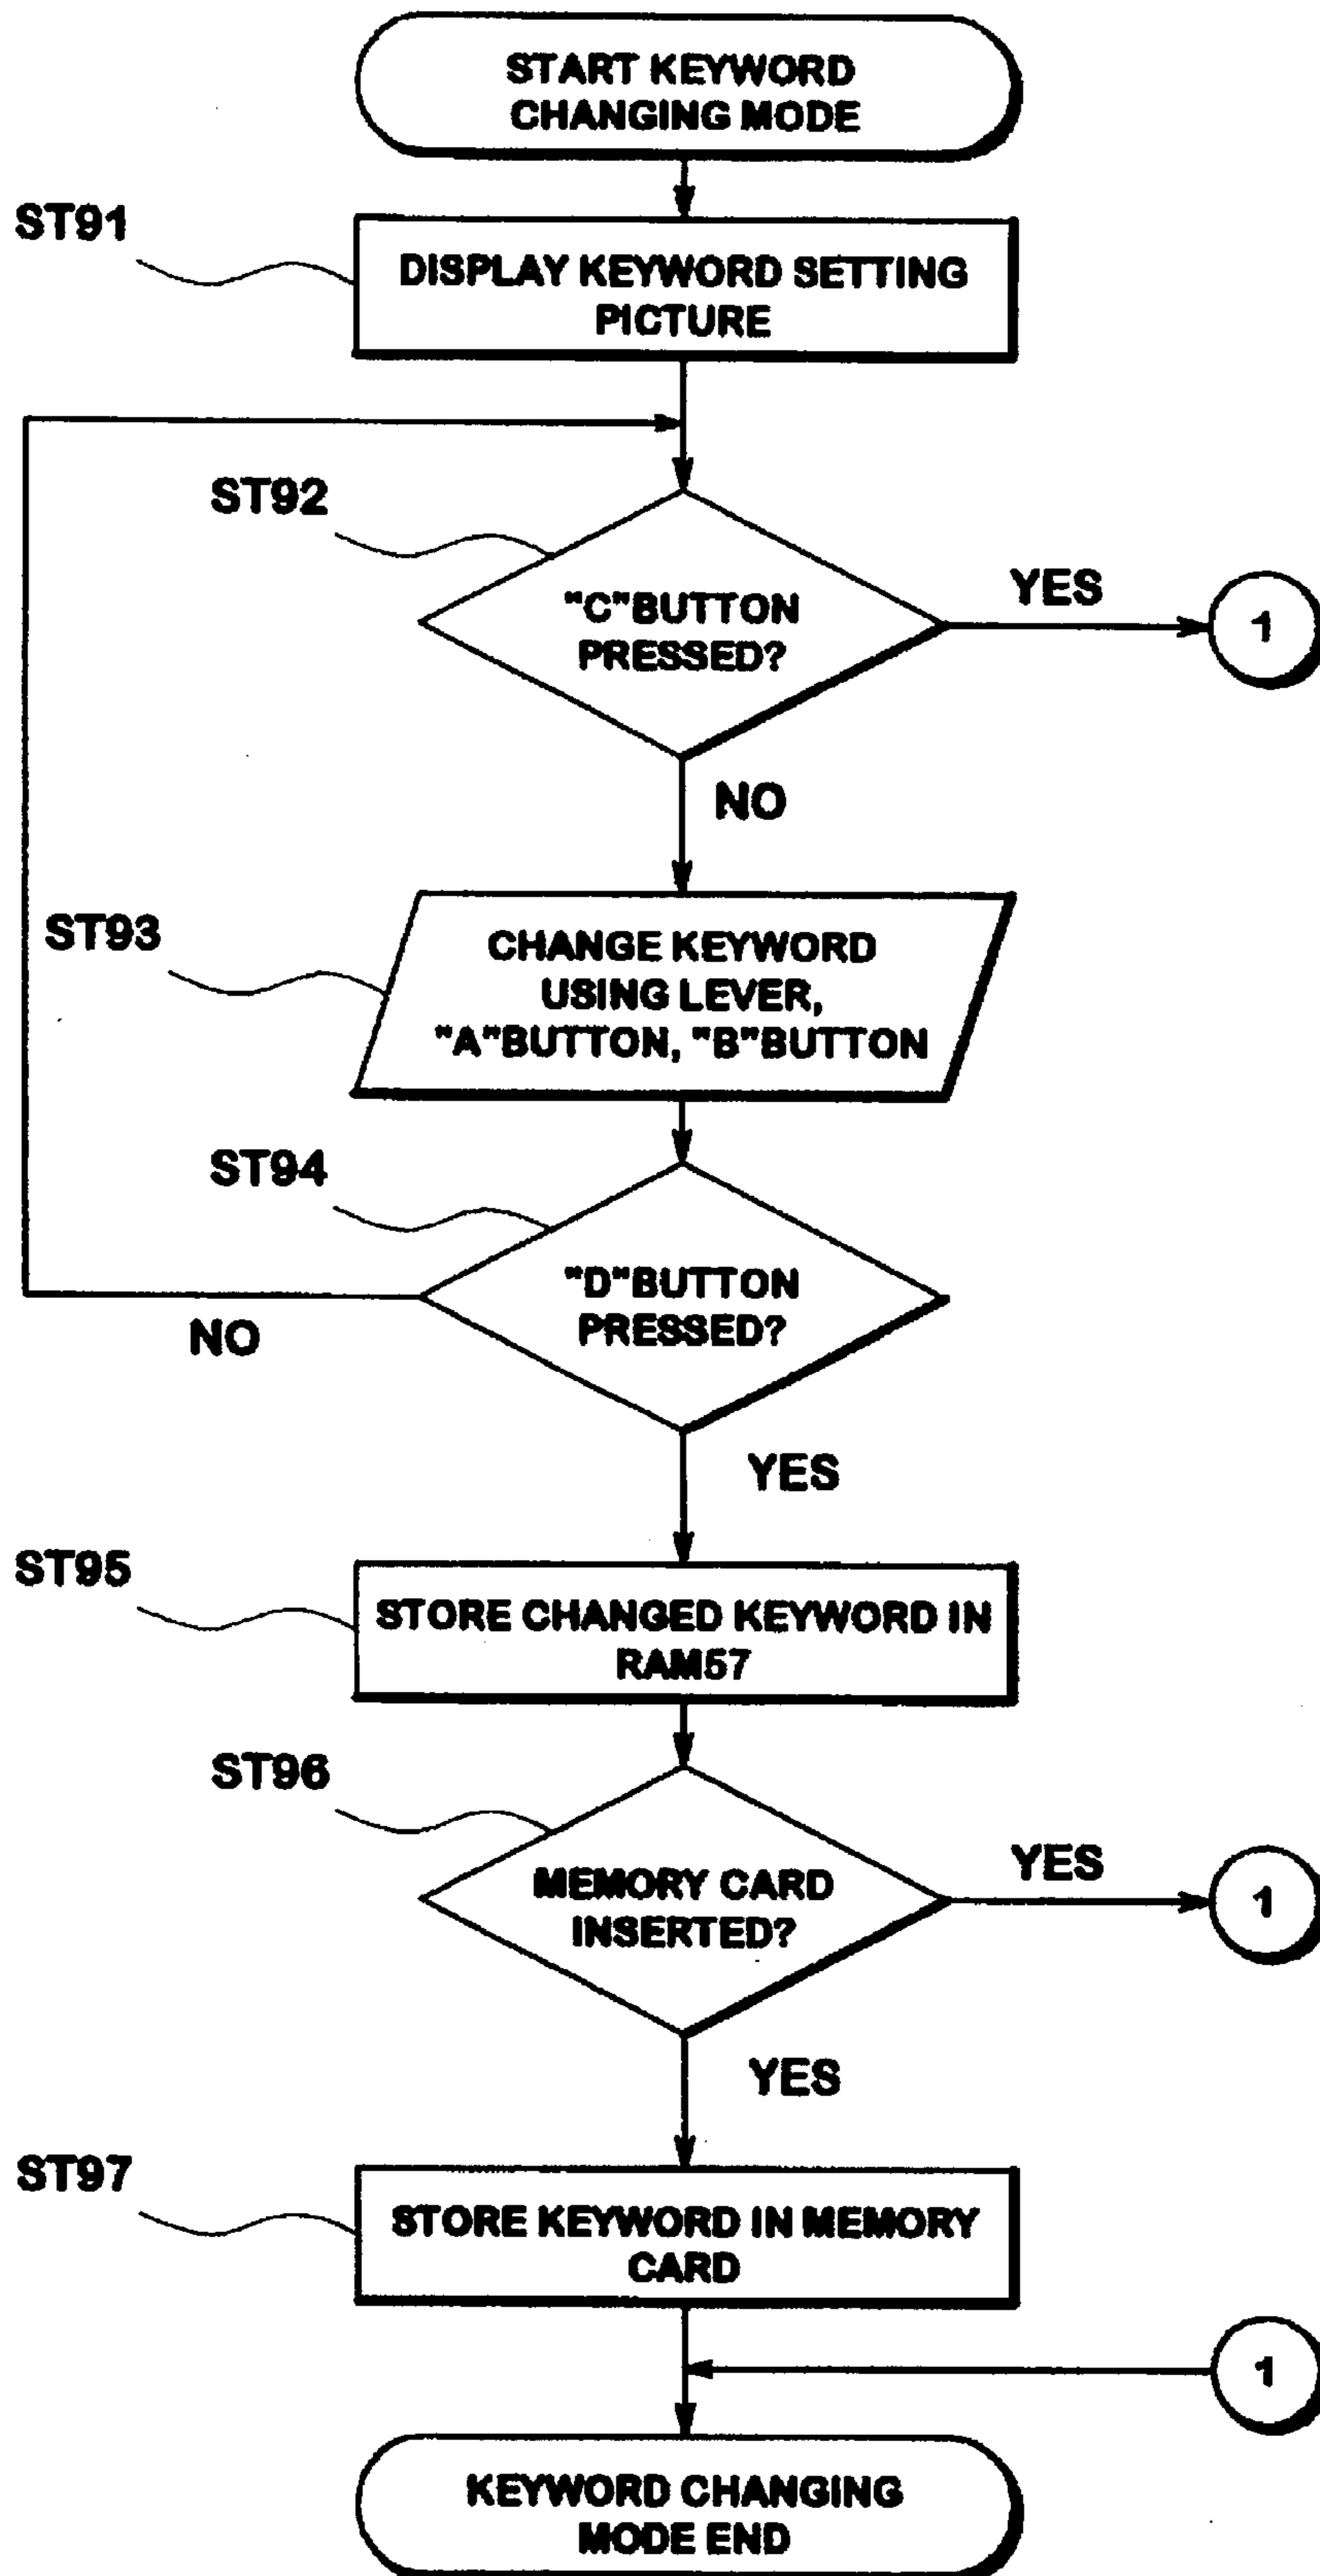 START KEYWORD
CHANGING MODE
ST91
DISPLAY KEYWORD SETTING
PICTURE
ST92
"C"BUTTON
PRESSED?
YES
1
NO
ST93
CHANGE KEYWORD
USING LEVER,
"A"BUTTON, "B"BUTTON
ST94
"D"BUTTON
PRESSED?
NO
YES
ST95
STORE CHANGED KEYWORD IN
RAM57
ST96
MEMORY CARD
INSERTED?
YES
1
YES
ST97
STORE KEYWORD IN MEMORY
CARD
1
KEYWORD CHANGING
MODE END